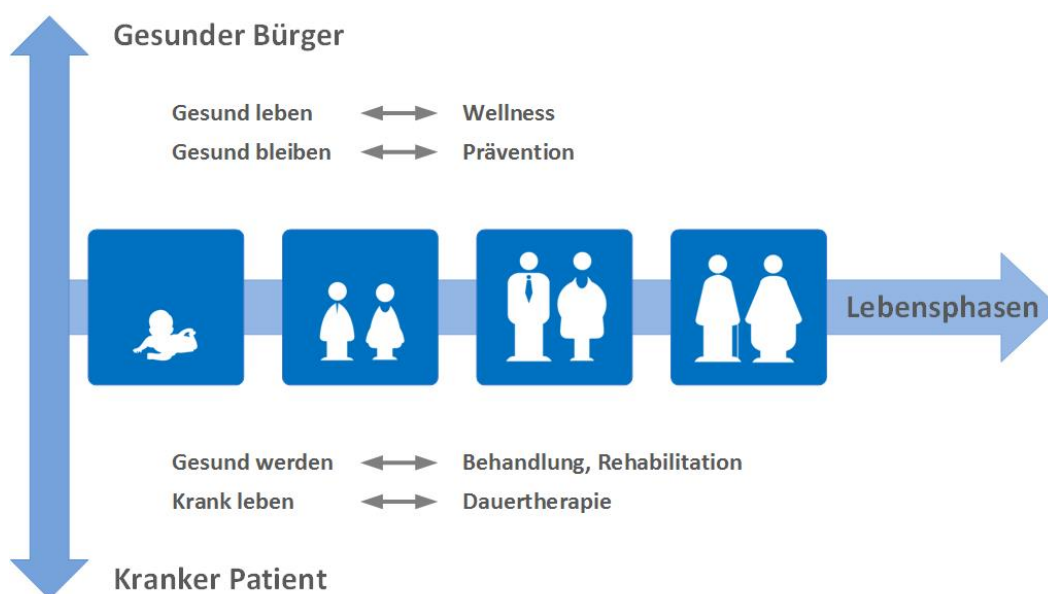 Gesunder Bürger
Gesund leben Wellness
Gesund bleiben Prävention
Lebensphasen
Gesund werden Behandlung, Rehabilitation
Krank leben Dauertherapie
Kranker Patient